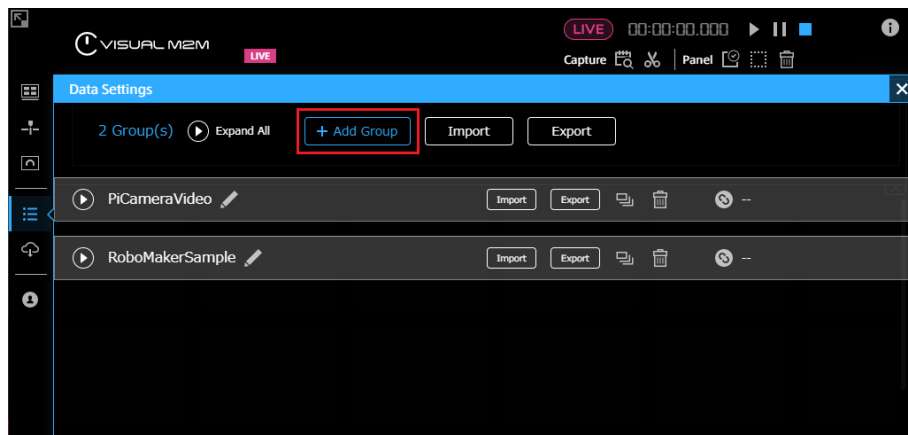 LIVE 00:00:00.000
VISUAL M2M
LIVE
Capture Panel
Data Settings
2 Group(s) Expand All + Add Group Import Export
PiCameraVideo Import Export --
RoboMakerSample Import Export --